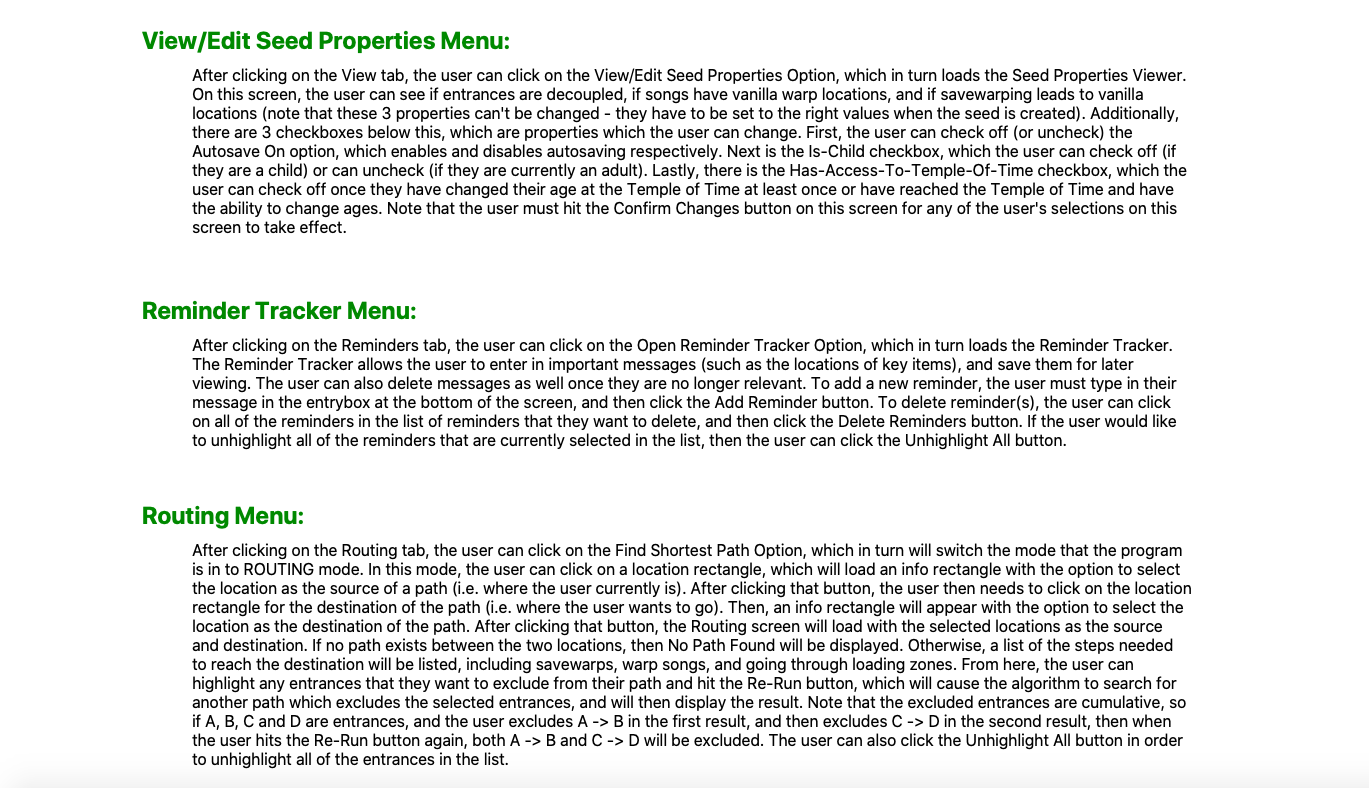 View/Edit Seed Properties Menu:
After clicking on the View tab, the user can click on the View/Edit Seed Properties Option, which in turn loads the Seed Properties Viewer.
On this screen, the user can see if entrances are decoupled, if songs have vanilla warp locations, and if savewarping leads to vanilla
locations (note that these 3 properties can't be changed - they have to be set to the right values when the seed is created). Additionally,
there are 3 checkboxes below this, which are properties which the user can change. First, the user can check off (or uncheck) the
Autosave On option, which enables and disables autosaving respectively. Next is the Is-Child checkbox, which the user can check off (if
they are a child) or can uncheck (if they are currently an adult). Lastly, there is the Has-Access-To-Temple-Of-Time checkbox, which the
user can check off once they have changed their age at the Temple of Time at least once or have reached the Temple of Time and have
the ability to change ages. Note that the user must hit the Confirm Changes button on this screen for any of the user's selections on this
screen to take effect.
Reminder Tracker Menu:
After clicking on the Reminders tab, the user can click on the Open Reminder Tracker Option, which in turn loads the Reminder Tracker.
The Reminder Tracker allows the user to enter in important messages (such as the locations of key items), and save them for later
viewing. The user can also delete messages as well once they are no longer relevant. To add a new reminder, the user must type in their
message in the entrybox at the bottom of the screen, and then click the Add Reminder button. To delete reminder(s), the user can click
on all of the reminders in the list of reminders that they want to delete, and then click the Delete Reminders button. If the user would like
to unhighlight all of the reminders that are currently selected in the list, then the user can click the Unhighlight All button.
Routing Menu:
After clicking on the Routing tab, the user can click on the Find Shortest Path Option, which in turn will switch the mode that the program
is in to ROUTING mode. In this mode, the user can click on a location rectangle, which will load an info rectangle with the option to select
the location as the source of a path (i.e. where the user currently is). After clicking that button, the user then needs to click on the location
rectangle for the destination of the path (i.e. where the user wants to go). Then, an info rectangle will appear with the option to select the
location as the destination of the path. After clicking that button, the Routing screen will load with the selected locations as the source
and destination. If no path exists between the two locations, then No Path Found will be displayed. Otherwise, a list of the steps needed
to reach the destination will be listed, including savewarps, warp songs, and going through loading zones. From here, the user can
highlight any entrances that they want to exclude from their path and hit the Re-Run button, which will cause the algorithm to search for
another path which excludes the selected entrances, and will then display the result. Note that the excluded entrances are cumulative, so
if A, B, C and D are entrances, and the user excludes A -> B in the first result, and then excludes C -> D in the second result, then when
the user hits the Re-Run button again, both A -> B and C -> D will be excluded. The user can also click the Unhighlight All button in order
to unhighlight all of the entrances in the list.